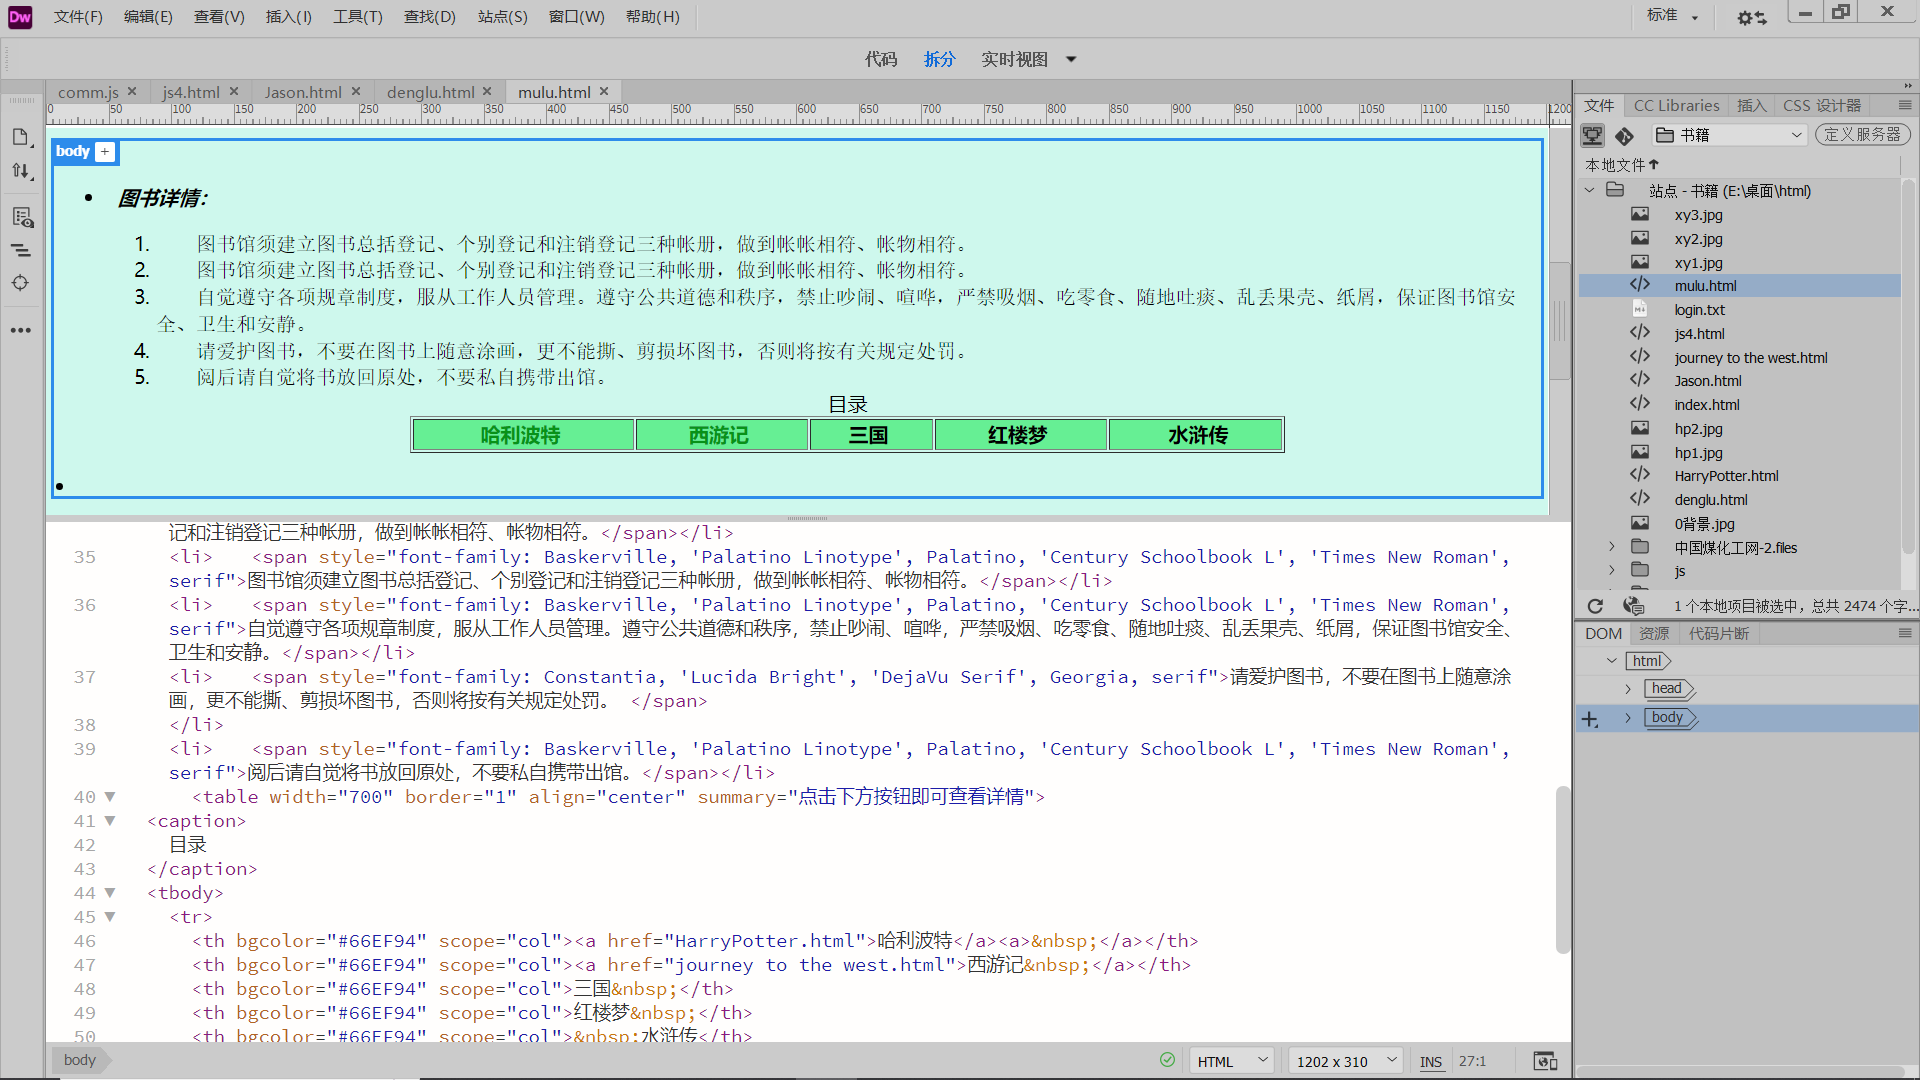 Dw 文件(F) 编辑(E) 查看(V) 插入(I) 工具(T) 查找(D) 站点(S) 窗口(W) 帮助(H) 标准
代码 拆分 实时视图
comm.js js4.html Jason.html denglu.html mulu.html
0 50 100 150 200 250 300 350 400 450 500 550 600 650 700 750 800 850 900 950 1000 1050 1100 1150 1200
body +
• 图书详情:
1. 图书馆须建立图书总括登记、个别登记和注销登记三种帐册，做到帐帐相符、帐物相符。
2. 图书馆须建立图书总括登记、个别登记和注销登记三种帐册，做到帐帐相符、帐物相符。
3. 自觉遵守各项规章制度，服从工作人员管理。遵守公共道德和秩序，禁止吵闹、喧哗，严禁吸烟、吃零食、随地吐痰、乱丢果壳、纸屑，保证图书馆安
全、卫生和安静。
4. 请爱护图书，不要在图书上随意涂画，更不能撕、剪损坏图书，否则将按有关规定处罚。
5. 阅后请自觉将书放回原处，不要私自携带出馆。
目录
哈利波特 西游记 三国 红楼梦 水浒传
•
记和注销登记三种帐册，做到帐帐相符、帐物相符。</span></li>
35 <li> <span style="font-family: Baskerville, 'Palatino Linotype', Palatino, 'Century Schoolbook L', 'Times New Roman',
serif">图书馆须建立图书总括登记、个别登记和注销登记三种帐册，做到帐帐相符、帐物相符。</span></li>
36 <li> <span style="font-family: Baskerville, 'Palatino Linotype', Palatino, 'Century Schoolbook L', 'Times New Roman',
serif">自觉遵守各项规章制度，服从工作人员管理。遵守公共道德和秩序，禁止吵闹、喧哗，严禁吸烟、吃零食、随地吐痰、乱丢果壳、纸屑，保证图书馆安全、
卫生和安静。</span></li>
37 <li> <span style="font-family: Constantia, 'Lucida Bright', 'DejaVu Serif', Georgia, serif">请爱护图书，不要在图书上随意涂
画，更不能撕、剪损坏图书，否则将按有关规定处罚。 </span>
38 </li>
39 <li> <span style="font-family: Baskerville, 'Palatino Linotype', Palatino, 'Century Schoolbook L', 'Times New Roman',
serif">阅后请自觉将书放回原处，不要私自携带出馆。</span></li>
40 <table width="700" border="1" align="center" summary="点击下方按钮即可查看详情">
41 <caption>
42 目录
43 </caption>
44 <tbody>
45 <tr>
46 <th bgcolor="#66EF94" scope="col"><a href="HarryPotter.html">哈利波特</a><a>&nbsp;</a></th>
47 <th bgcolor="#66EF94" scope="col"><a href="journey to the west.html">西游记&nbsp;</a></th>
48 <th bgcolor="#66EF94" scope="col">三国&nbsp;</th>
49 <th bgcolor="#66EF94" scope="col">红楼梦&nbsp;</th>
50 <th bgcolor="#66EF94" scope="col">&nbsp;水浒传</th>
body HTML 1202 x 310 INS 27:1
文件 CC Libraries 插入 CSS 设计器
书籍 定义服务器
本地文件
站点 - 书籍 (E:\桌面\html)
xy3.jpg
xy2.jpg
xy1.jpg
mulu.html
login.txt
js4.html
journey to the west.html
Jason.html
index.html
hp2.jpg
hp1.jpg
HarryPotter.html
denglu.html
0背景.jpg
中国煤化工网-2.files
js
1 个本地项目被选中，总共 2474 个字...
DOM 资源 代码片断
html
head
body